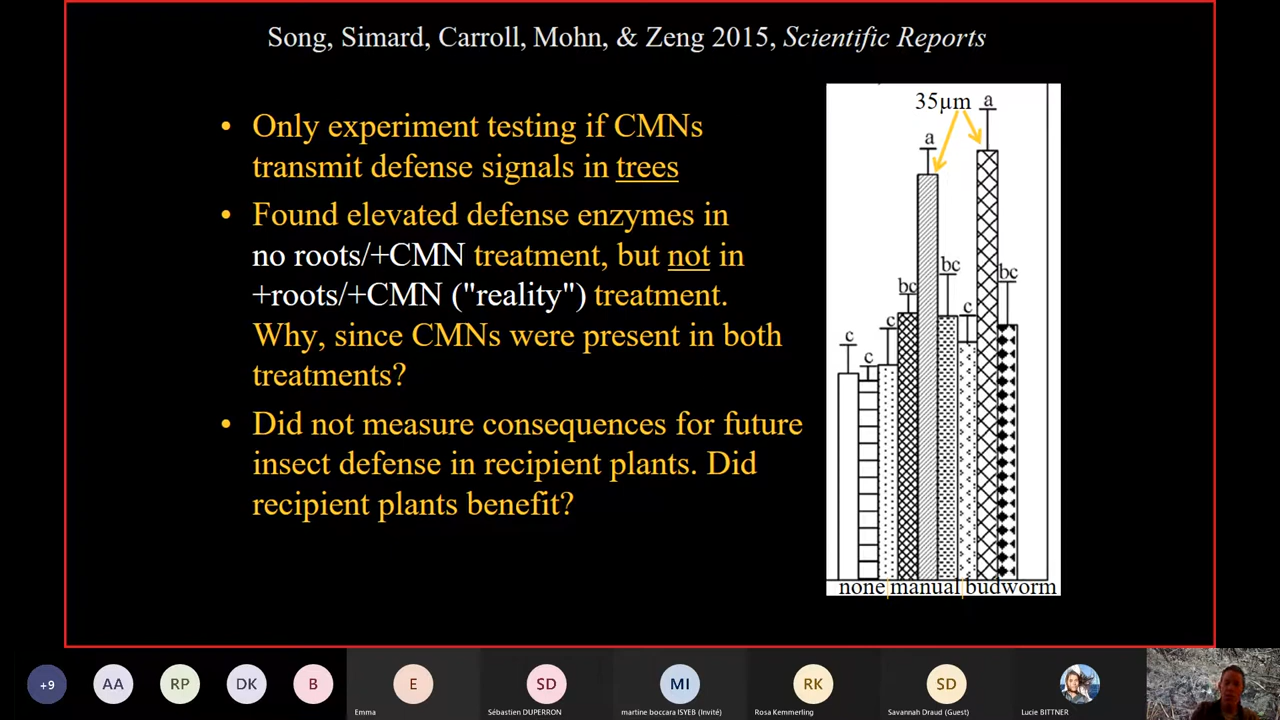 Song, Simard, Carroll, Mohn, & Zeng 2015, Scientific Reports
• Only experiment testing if CMNs
transmit defense signals in trees
• Found elevated defense enzymes in
no roots/+CMN treatment, but not in
+roots/+CMN ("reality") treatment.
Why, since CMNs were present in both
treatments?
• Did not measure consequences for future
insect defense in recipient plants. Did
recipient plants benefit?
35µm
c
c
c
bc
a
bc
c
a
bc
none manual budworm
+9
AA
RP
DK
B
E
Emma
SD
Sébastien DUPERRON
MI
martine boccara ISYEB (Invité)
RK
Rosa Kemmerling
SD
Savannah Draud (Guest)
Lucie BITTNER